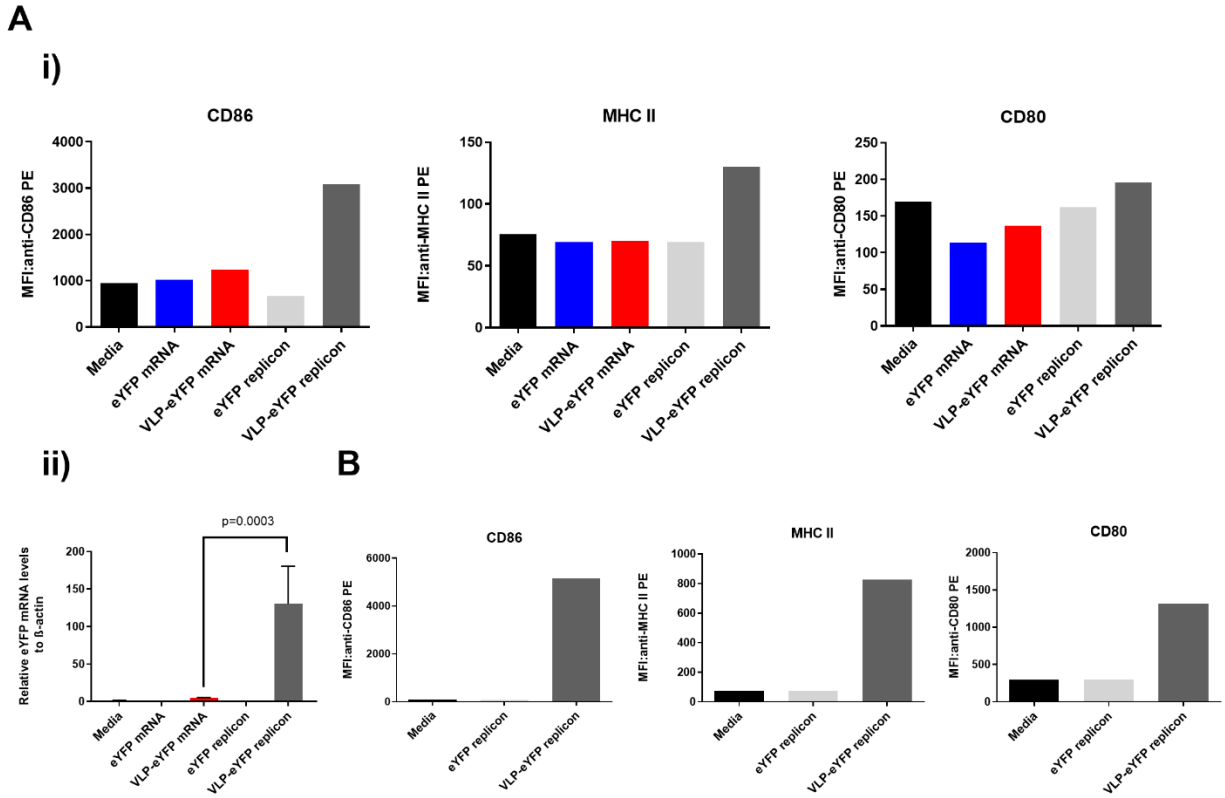 A
i)
CD86
MFI:anti-CD86 PE
4000
3000
2000
1000
0
Media
eYFP mRNA
VLP-eYFP mRNA
eYFP replicon
VLP-eYFP replicon
MHC II
MFI:anti-MHC II PE
150
100
50
0
Media
eYFP mRNA
VLP-eYFP mRNA
eYFP replicon
VLP-eYFP replicon
CD80
MFI:anti-CD80 PE
250
200
150
100
50
0
Media
eYFP mRNA
VLP-eYFP mRNA
eYFP replicon
VLP-eYFP replicon
ii)
p=0.0003
Relative eYFP mRNA levels
to ß-actin
200
150
100
50
0
Media
eYFP mRNA
VLP-eYFP mRNA
eYFP replicon
VLP-eYFP replicon
B
CD86
MFI:anti-CD86 PE
6000
4000
2000
0
Media
eYFP replicon
VLP-eYFP replicon
MHC II
MFI:anti-MHC II PE
1000
800
600
400
200
0
Media
eYFP replicon
VLP-eYFP replicon
CD80
MFI:anti-CD80 PE
2000
1500
1000
500
0
Media
eYFP replicon
VLP-eYFP replicon